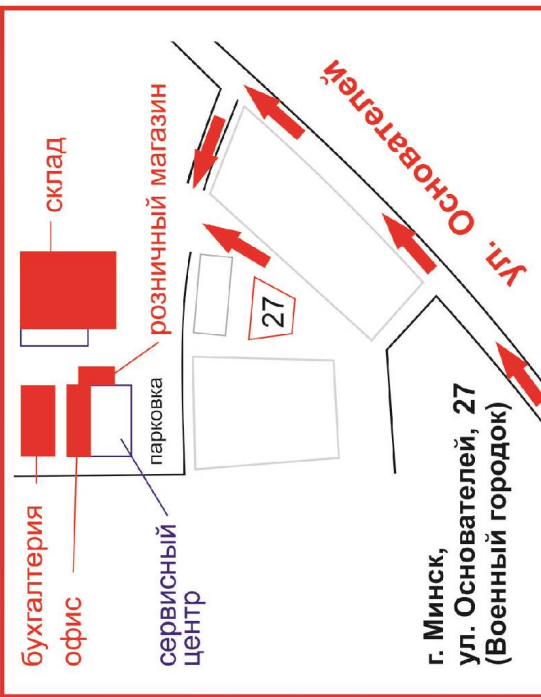 бухгалтерия
офис
сервисный
центр
парковка
склад
розничный магазин
27
ул. Основателей
г. Минск,
ул. Основателей, 27
(Военный городок)